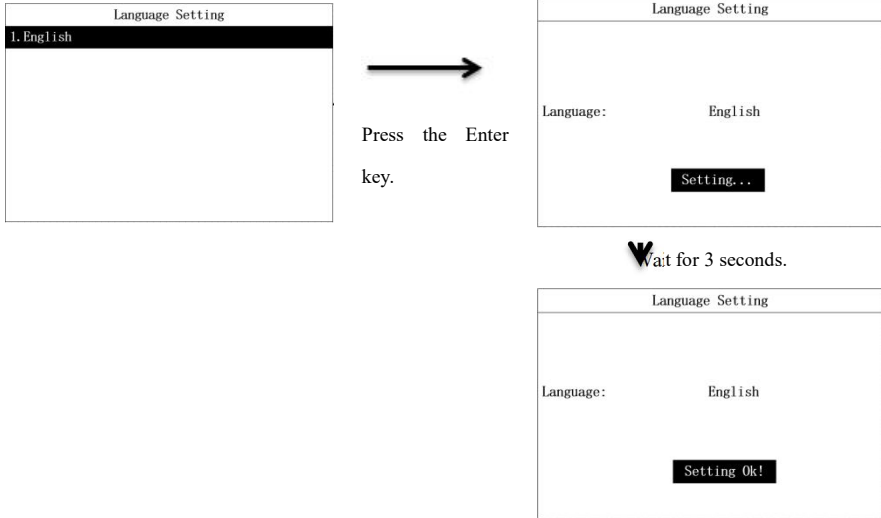 Language Setting
1.English
Press the Enter
key.
Language Setting
Language: English
Setting...
Wait for 3 seconds.
Language Setting
Language: English
Setting Ok!